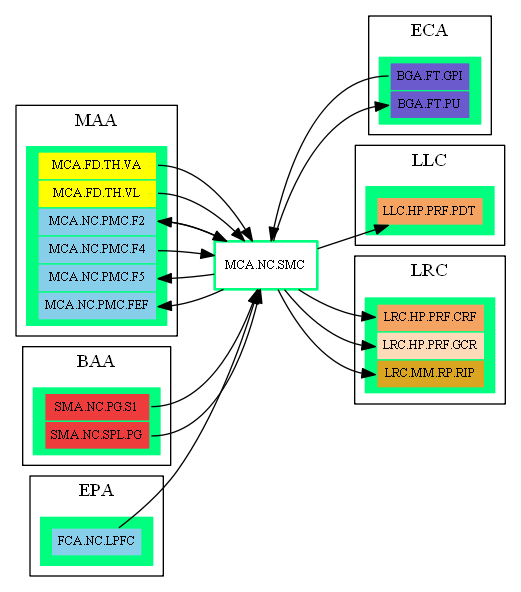 MAA
MCA.FD.TH.VA
MCA.FD.TH.VL
MCA.NC.PMC.F2
MCA.NC.PMC.F4
MCA.NC.PMC.F5
MCA.NC.PMC.FEF
BAA
SMA.NC.PG.S1
SMA.NC.SPL.PG
EPA
FCA.NC.LPFC
MCA.NC.SMC
ECA
BGA.FT.GPI
BGA.FT.PU
LLC
LLC.HP.PRF.PDT
LRC
LRC.HP.PRF.CRF
LRC.HP.PRF.GCR
LRC.MM.RP.RIP